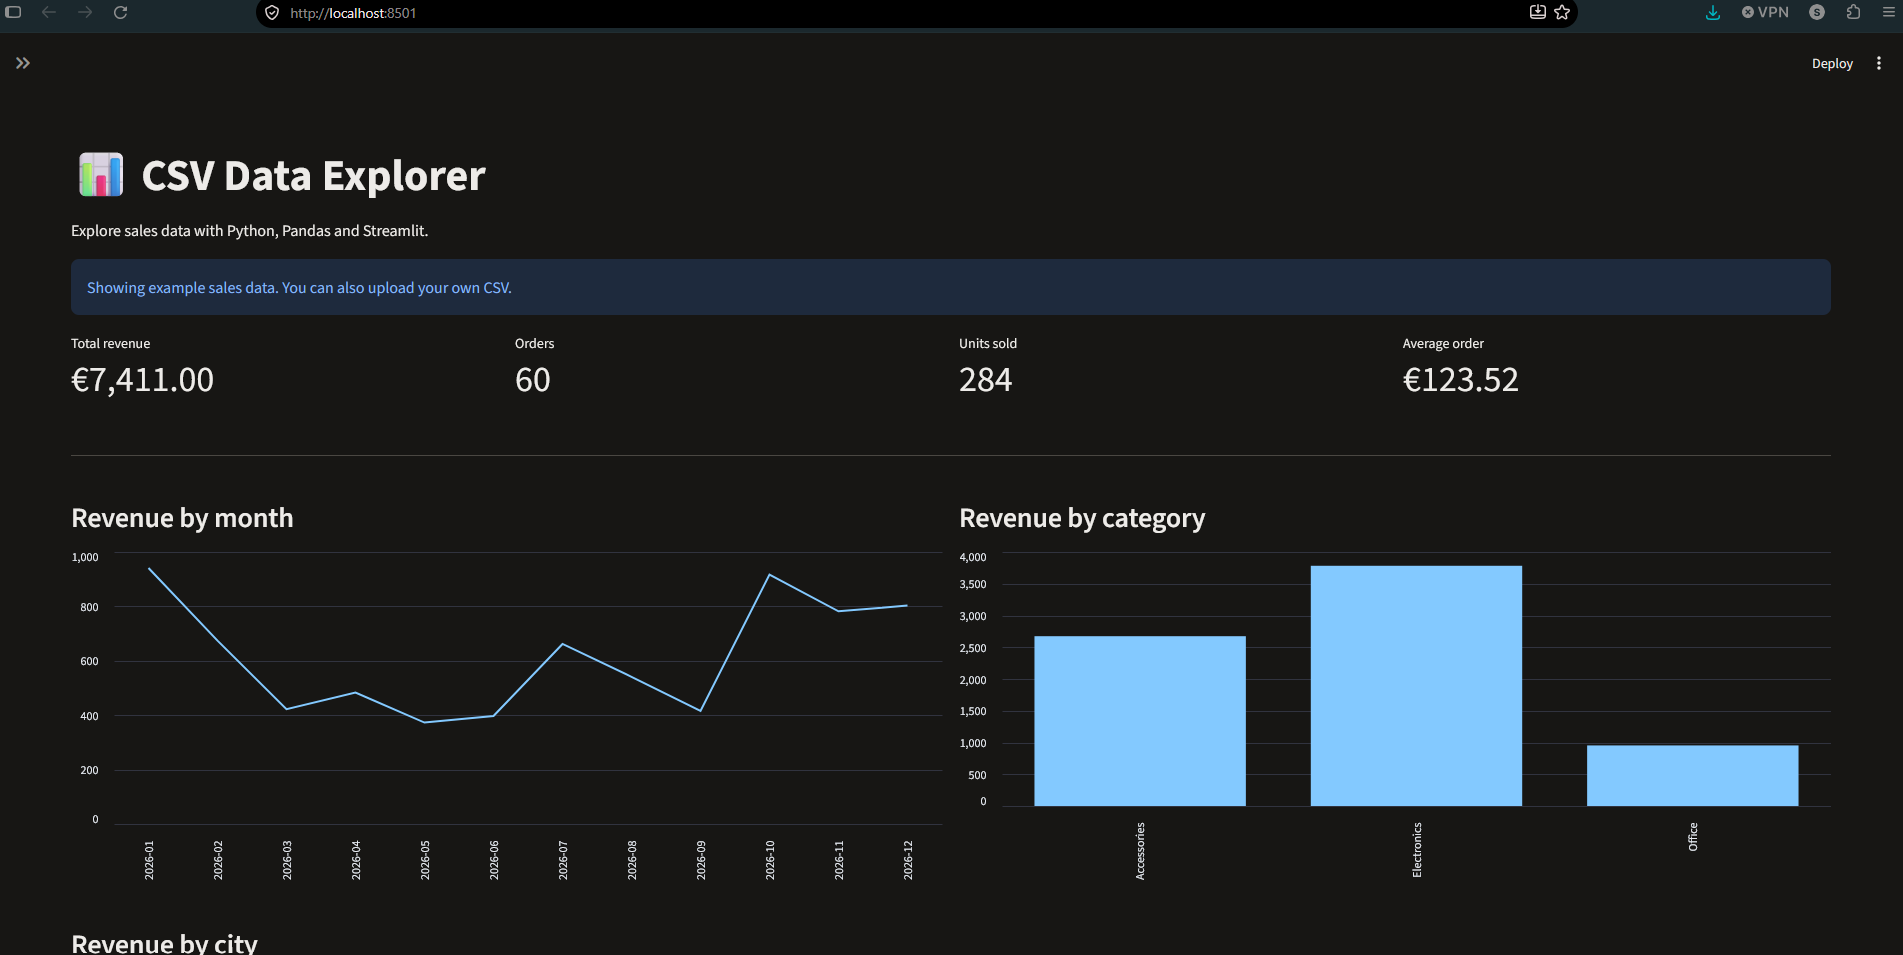 http://localhost:8501
VPN
S
Deploy
CSV Data Explorer
Explore sales data with Python, Pandas and Streamlit.
Showing example sales data. You can also upload your own CSV.
Total revenue
€7,411.00
Orders
60
Units sold
284
Average order
€123.52
Revenue by month
1,000
800
600
400
200
0
2026-01
2026-02
2026-03
2026-04
2026-05
2026-06
2026-07
2026-08
2026-09
2026-10
2026-11
2026-12
Revenue by category
4,000
3,500
3,000
2,500
2,000
1,500
1,000
500
0
Accessories
Electronics
Office
Revenue by city